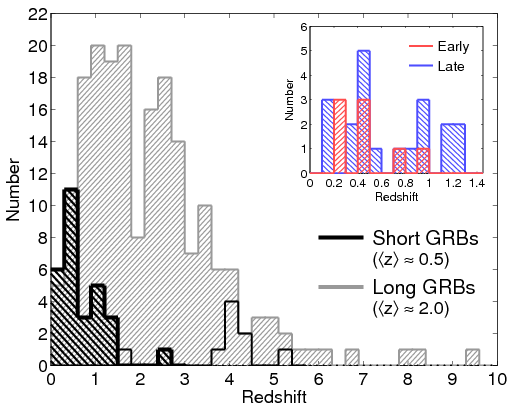 22
20
18
16
14
12
10
8
6
4
2
0
Number
0 1 2 3 4 5 6 7 8 9 10
Redshift
6
5
4
3
2
1
0
Number
0 0.2 0.4 0.6 0.8 1 1.2 1.4
Redshift
Early
Late
Short GRBs
(⟨z⟩ ≈ 0.5)
Long GRBs
(⟨z⟩ ≈ 2.0)